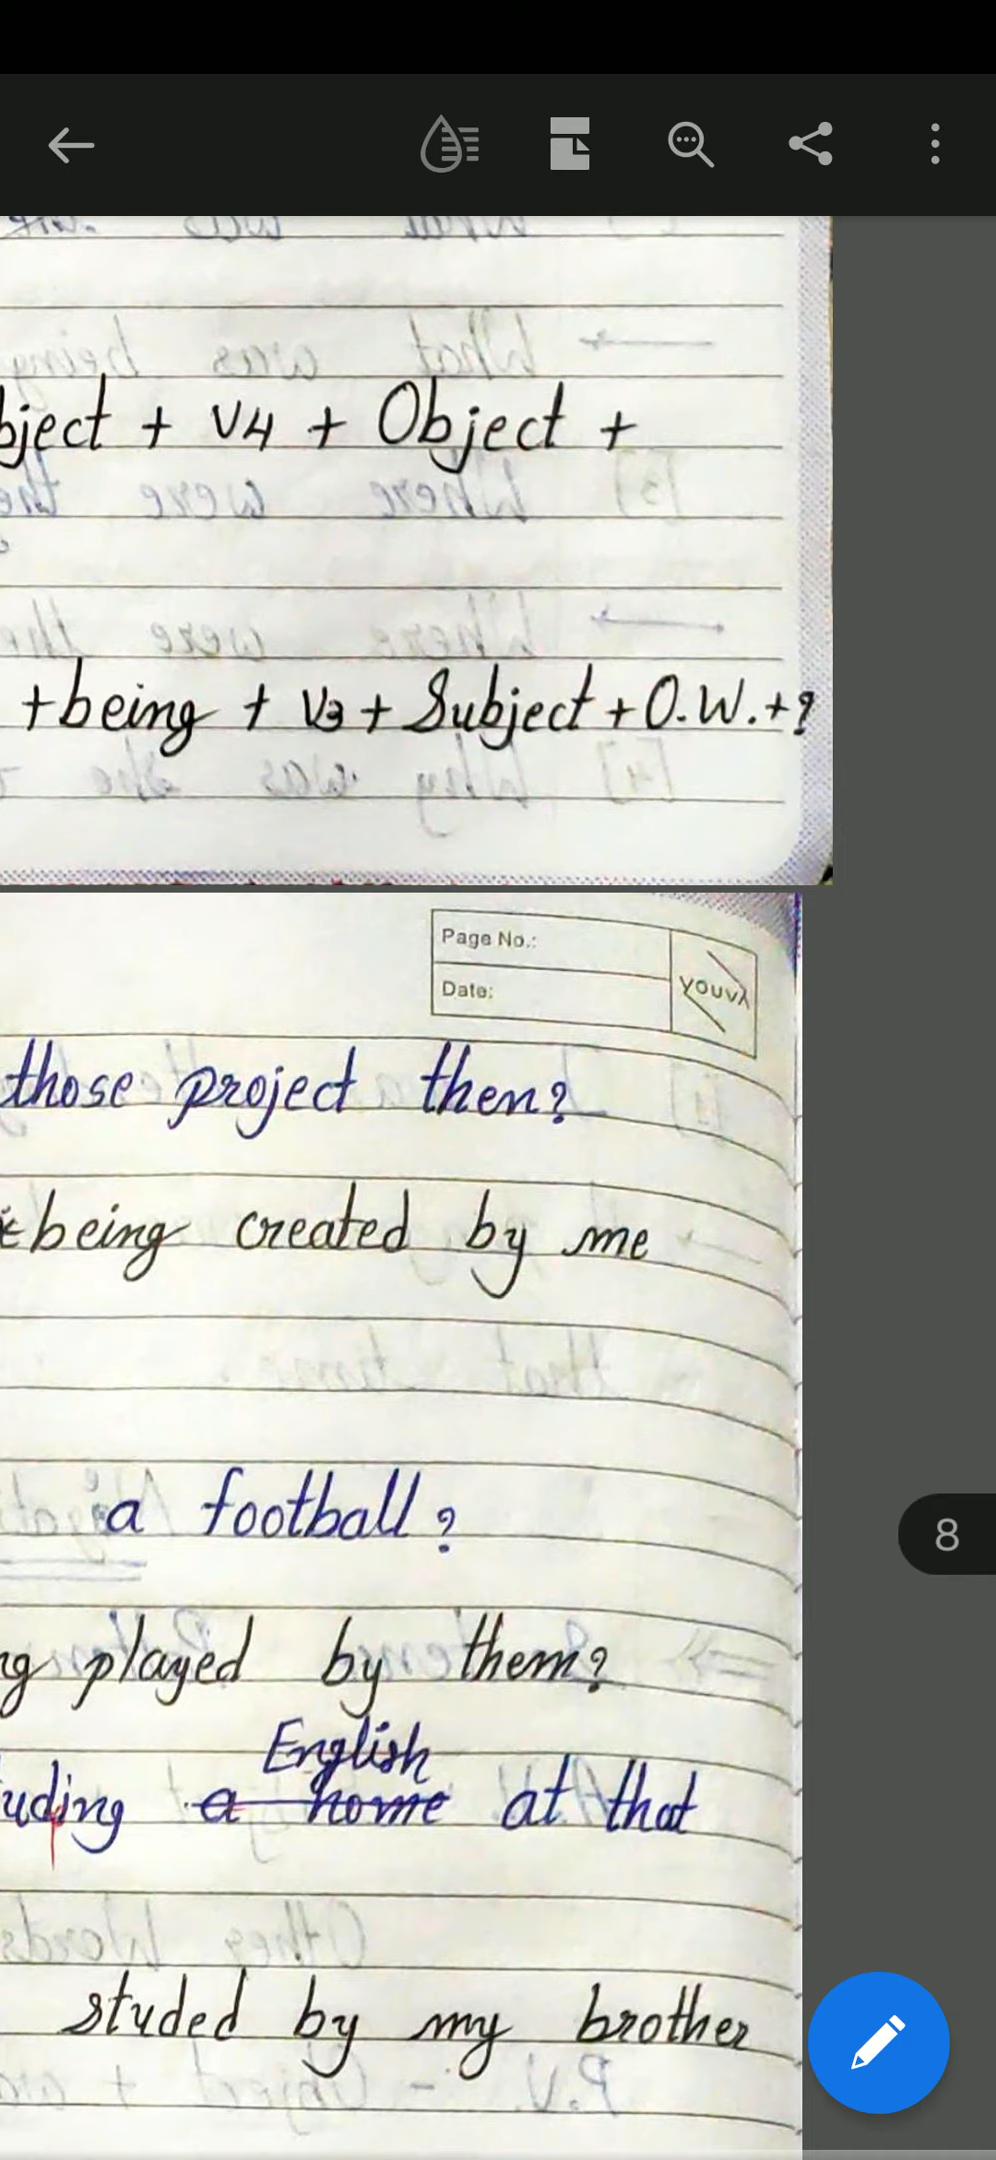 bject + V4 + Object +
+being + V3 + Subject + O.W. + ?
Page No.:
Date:
youvA
those project then?
being created by me
a football?
ng played by them?
English
uding a home at that
studed by my brother
8